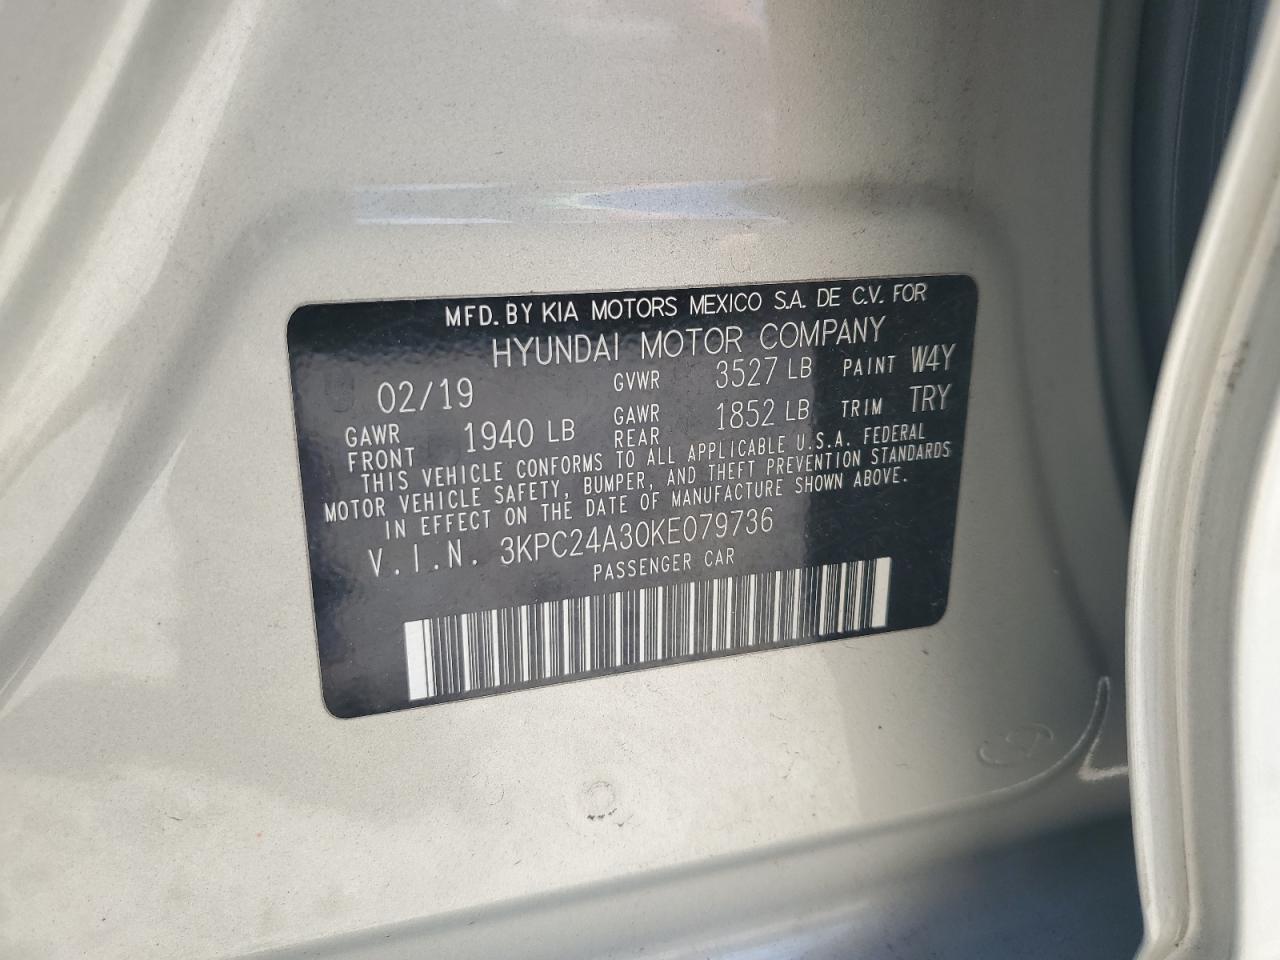 MFD. BY KIA MOTORS MEXICO S.A. DE C.V. FOR
HYUNDAI MOTOR COMPANY
02/19 GVWR 3527 LB PAINT W4Y
GAWR FRONT 1940 LB GAWR REAR 1852 LB TRIM TRY
THIS VEHICLE CONFORMS TO ALL APPLICABLE U.S.A. FEDERAL
MOTOR VEHICLE SAFETY, BUMPER, AND THEFT PREVENTION STANDARDS
IN EFFECT ON THE DATE OF MANUFACTURE SHOWN ABOVE.
V.I.N. 3KPC24A30KE079736
PASSENGER CAR